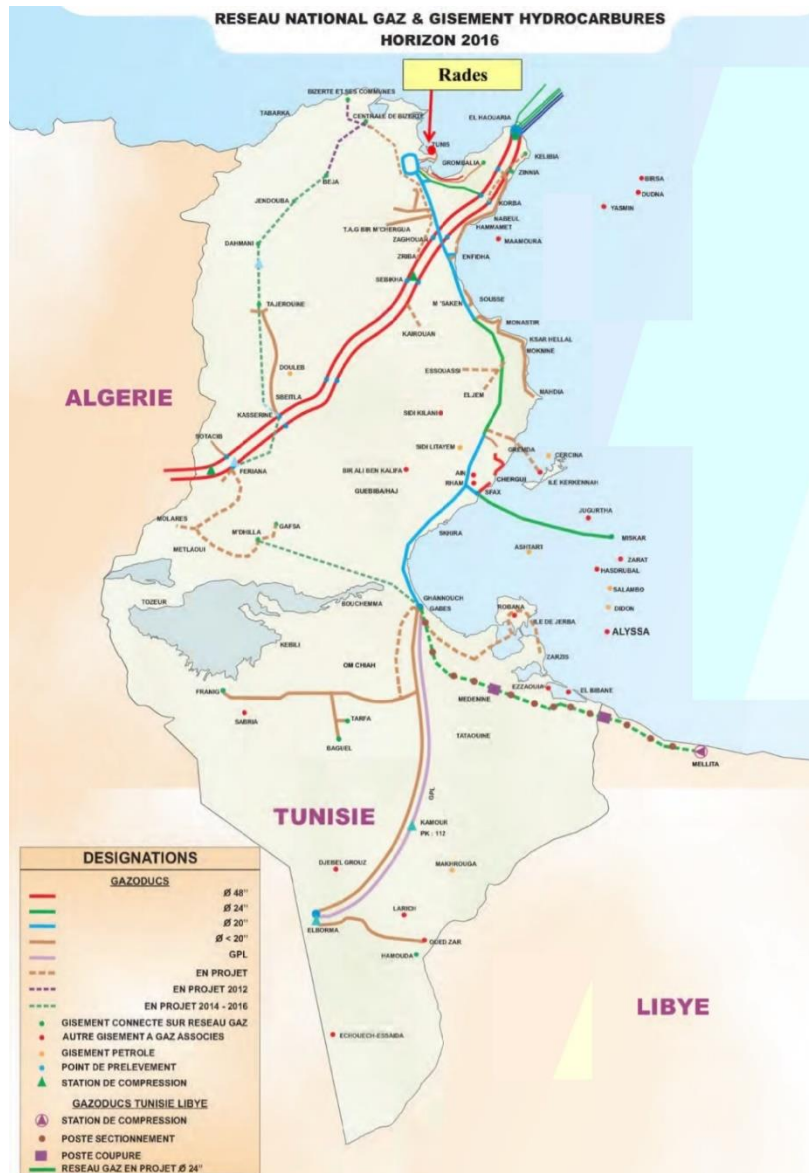 RESEAU NATIONAL GAZ & GISEMENT HYDROCARBURES
HORIZON 2016
Rades
BIZERTE ET SES COMMUNES
TABARKA
CENTRALE DE BIZERTE
EL HAOUARIA
TUNIS
GROMBALIA
KELIBIA
ZINNIA
BEJA
BIRSA
OUDNA
YASMIN
JENDOUBA
KORBA
NABEUL
HAMMAMET
T.A.G BIR M'CHERGUA
ZAGHOUAN
MAAMOURA
DAHMANI
ZRIBA
ENFIDHA
SEBIKHA
TAJEROUINE
M'SAKEN
SOUSSE
MONASTIR
KAIROUAN
KSAR HELLAL
MOKNINE
DOULEB
ESSOUASSI
ALGERIE
SBEITLA
ELJEM
MAHDIA
KASSERINE
SIDI KILANI
SOTACIB
SIDI LITAYEM
GREMDA
CERCINA
FERIANA
BIR ALI BEN KALIFA
AIN
RHAM
CHERGUI
ILE KERKENNAH
GUEBIBA/HAJ
SFAX
MOLARES
JUGURTHA
M'DHILLA
GAFSA
SKHIRA
MISKAR
METLAOUI
ASHTART
ZARAT
HASDRUBAL
SALAMBO
TOZEUR
BOUCHEMMA
GHANNOUCH
GABES
ROBANA
DIDON
ILE DE JERBA
ALYSSA
KEBILI
OM CHIAH
ZARZIS
FRANIG
EZZAOUIA
EL BIBANE
MEDENINE
SABRIA
TARFA
TATAOUINE
BAGUEL
MELLITA
GPL
TUNISIE
KAMOUR
PK : 112
DJEBEL GROUZ
MAKHROUGA
LARICH
ELBORMA
OUED ZAR
HAMOUDA
LIBYE
ECHOUECH-ESSAIDA
DESIGNATIONS
GAZODUCS
Ø 48"
Ø 24"
Ø 20"
Ø < 20"
GPL
EN PROJET
EN PROJET 2012
EN PROJET 2014 - 2016
GISEMENT CONNECTE SUR RESEAU GAZ
AUTRE GISEMENT A GAZ ASSOCIES
GISEMENT PETROLE
POINT DE PRELEVEMENT
STATION DE COMPRESSION
GAZODUCS TUNISIE LIBYE
STATION DE COMPRESSION
POSTE SECTIONNEMENT
POSTE COUPURE
RESEAU GAZ EN PROJET Ø 24"